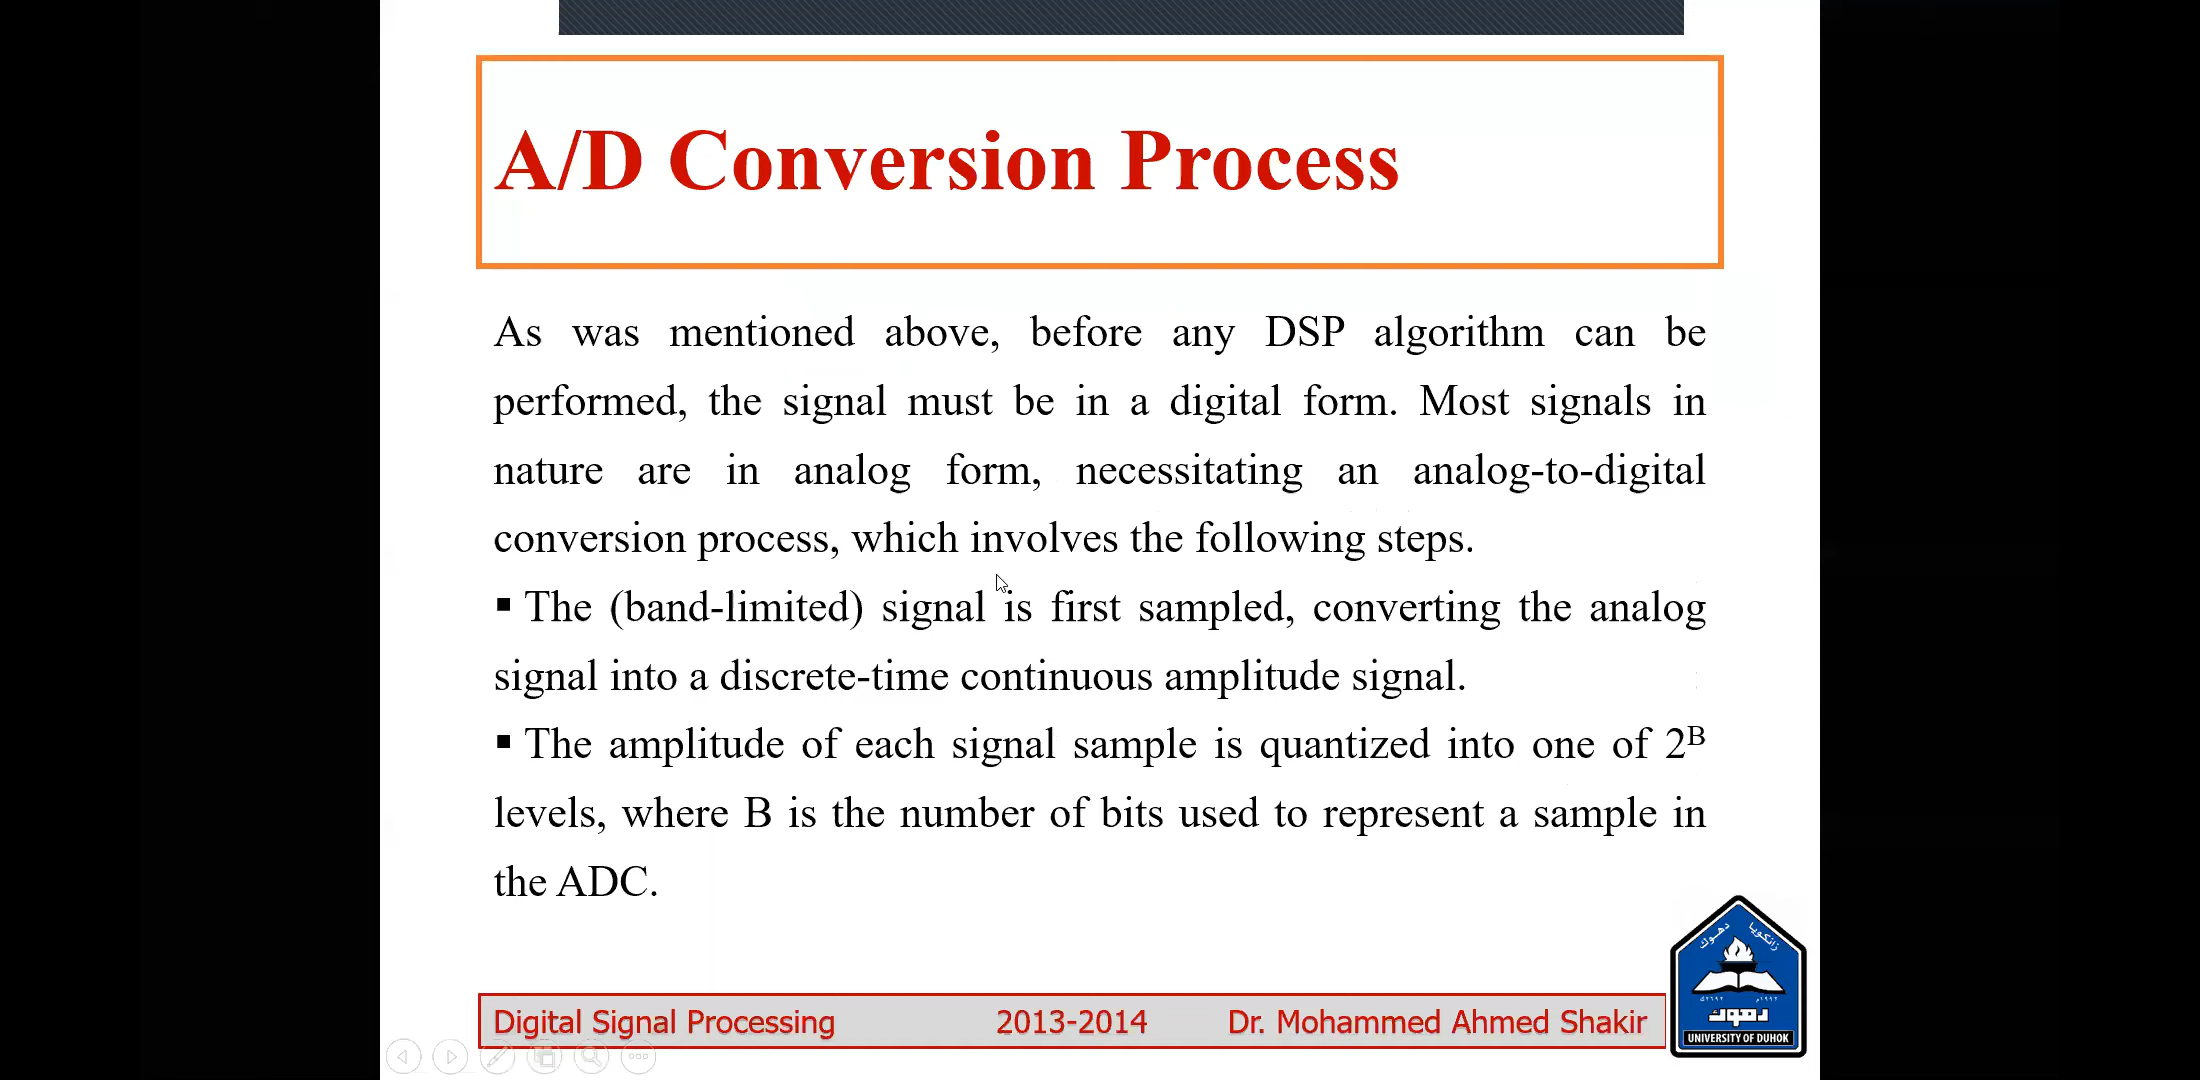 A/D Conversion Process
As was mentioned above, before any DSP algorithm can be
performed, the signal must be in a digital form. Most signals in
nature are in analog form, necessitating an analog-to-digital
conversion process, which involves the following steps.
▪ The (band-limited) signal is first sampled, converting the analog
signal into a discrete-time continuous amplitude signal.
▪ The amplitude of each signal sample is quantized into one of 2ᴮ
levels, where B is the number of bits used to represent a sample in
the ADC.
Digital Signal Processing 2013-2014 Dr. Mohammed Ahmed Shakir
زانكويا دهوك
دهوك
UNIVERSITY OF DUHOK